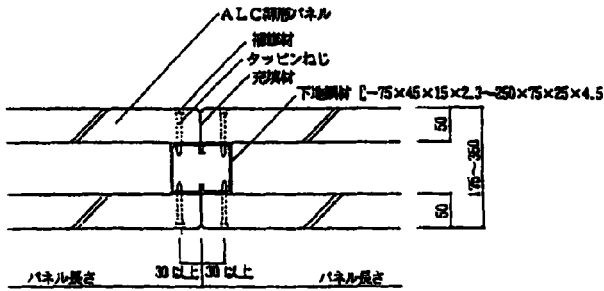 ALC薄形パネル
補修材
タッピンねじ
充填材
下地鋼材 [-75×45×15×2.3~250×75×25×4.5
50
175~350
50
30以上 30以上
パネル長さ パネル長さ